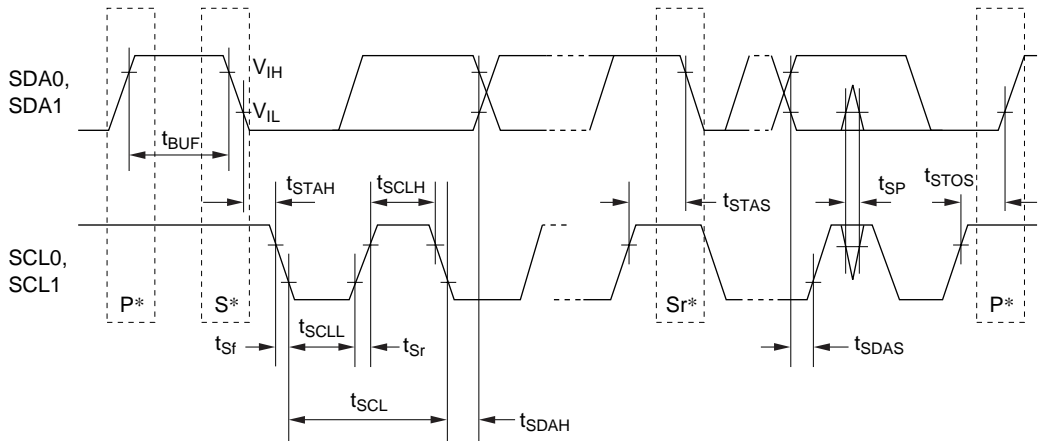 SDA0,
SDA1
VIH
VIL
tBUF
tSTAH
tSCLH
tSTAS
tSP
tSTOS
SCL0,
SCL1
P*
S*
Sr*
P*
tSf
tSCLL
tSr
tSDAS
tSCL
tSDAH